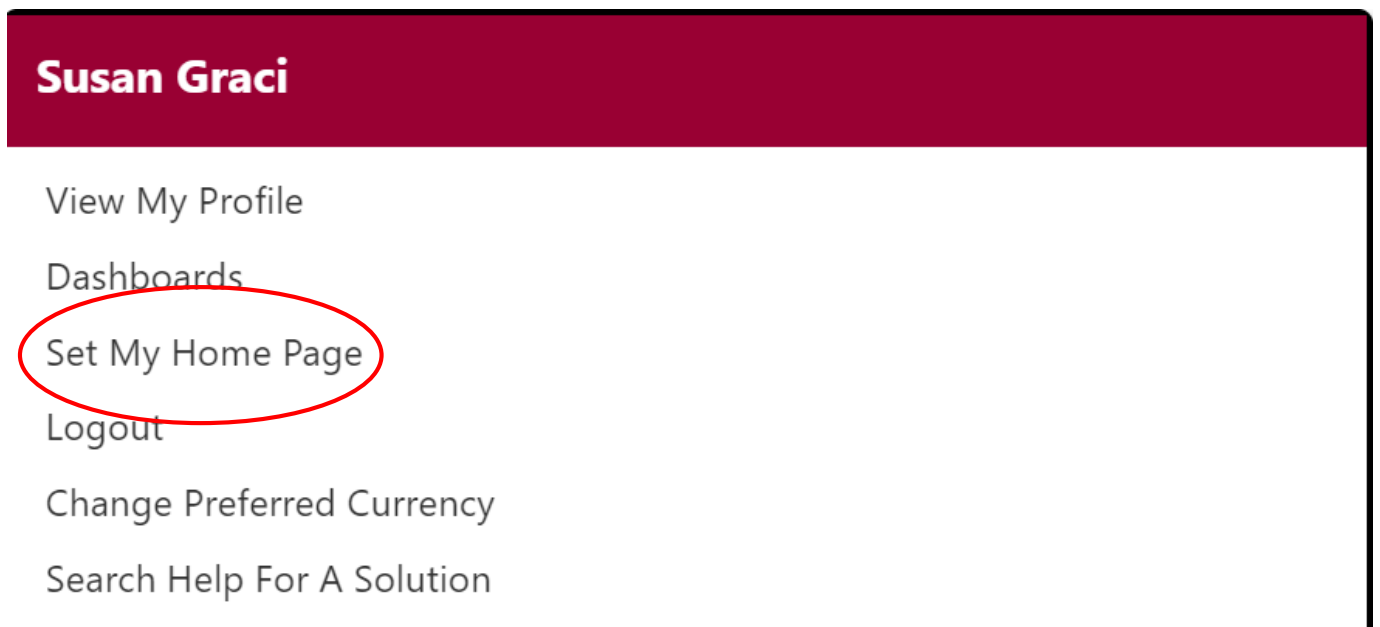 Susan Graci
View My Profile
Dashboards
Set My Home Page
Logout
Change Preferred Currency
Search Help For A Solution